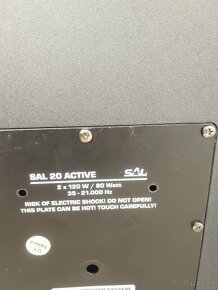 SAL 20 ACTIVE
SAL
2 x 120 W / 80 Watt
35 - 21.000 Hz
RISK OF ELECTRIC SHOCK! DO NOT OPEN!
THIS PLATE CAN BE HOT! TOUCH CAREFULLY!